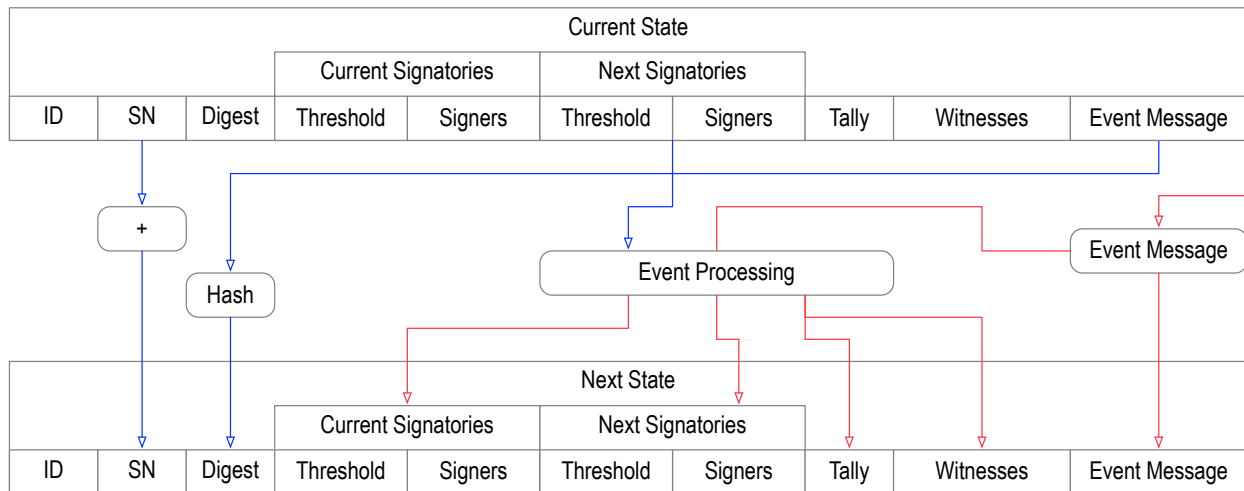 Current State
Current Signatories Next Signatories
ID SN Digest Threshold Signers Threshold Signers Tally Witnesses Event Message
+
Event Message
Event Processing
Hash
Next State
Current Signatories Next Signatories
ID SN Digest Threshold Signers Threshold Signers Tally Witnesses Event Message